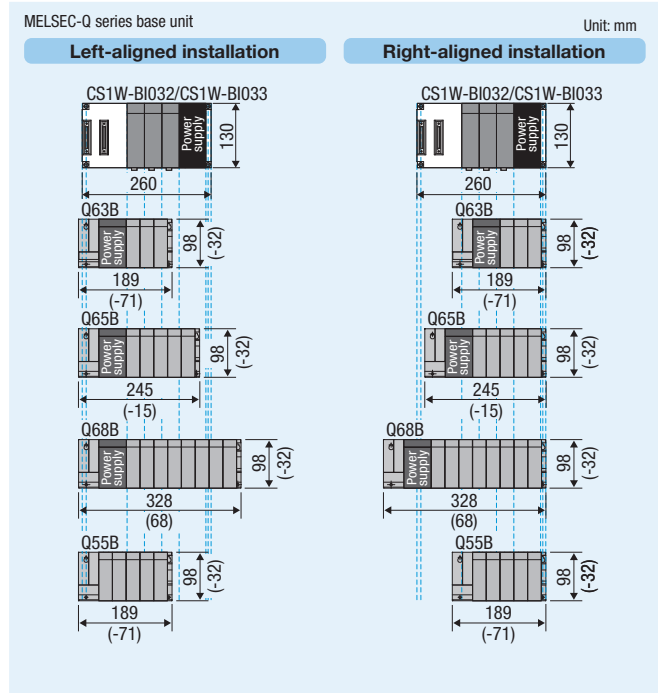 MELSEC-Q series base unit
Unit: mm
Left-aligned installation
CS1W-BI032/CS1W-BI033
Power supply
130
260
Q63B
Power supply
98
(-32)
189
(-71)
Q65B
Power supply
98
(-32)
245
(-15)
Q68B
Power supply
98
(-32)
328
(68)
Q55B
98
(-32)
189
(-71)
Right-aligned installation
CS1W-BI032/CS1W-BI033
Power supply
130
260
Q63B
Power supply
98
(-32)
189
(-71)
Q65B
Power supply
98
(-32)
245
(-15)
Q68B
Power supply
98
(-32)
328
(68)
Q55B
98
(-32)
189
(-71)